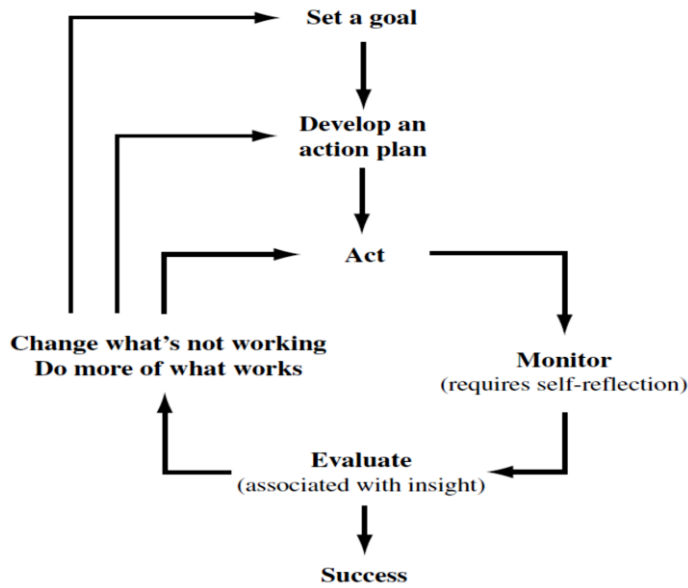 Set a goal
Develop an
action plan
Act
Change what's not working
Do more of what works
Monitor
(requires self-reflection)
Evaluate
(associated with insight)
Success